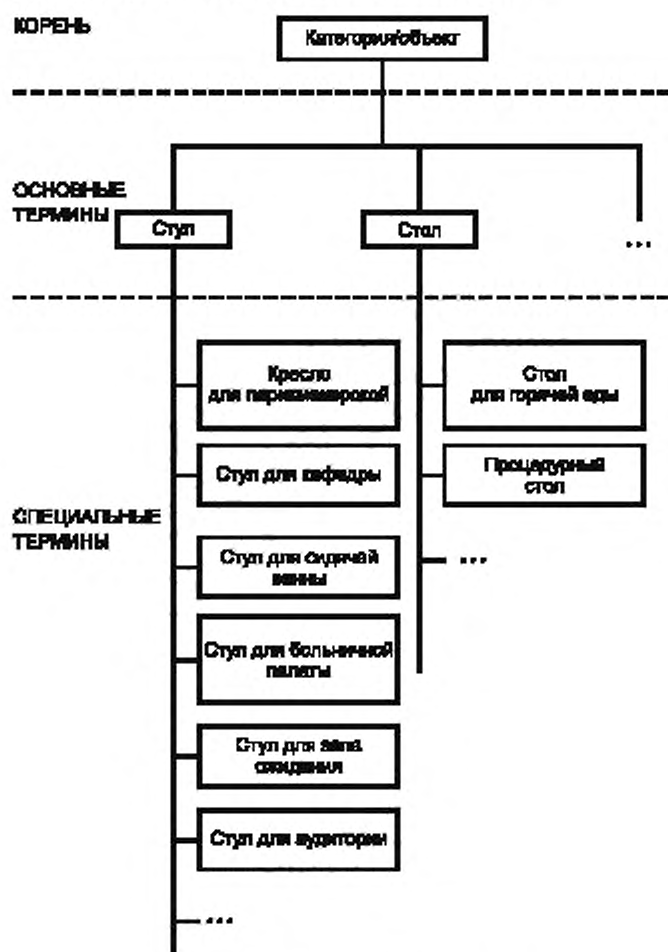 КОРЕНЬ
Категория/объект
ОСНОВНЫЕ
ТЕРМИНЫ
Стул
Стол
...
Кресло
для парикмахерской
Стол
для горячей еды
Стул для кафедры
Процедурный
стол
СПЕЦИАЛЬНЫЕ
ТЕРМИНЫ
Стул для сидячей
ванны
...
Стул для больничной
палаты
Стул для зала
ожидания
Стул для аудитории
...